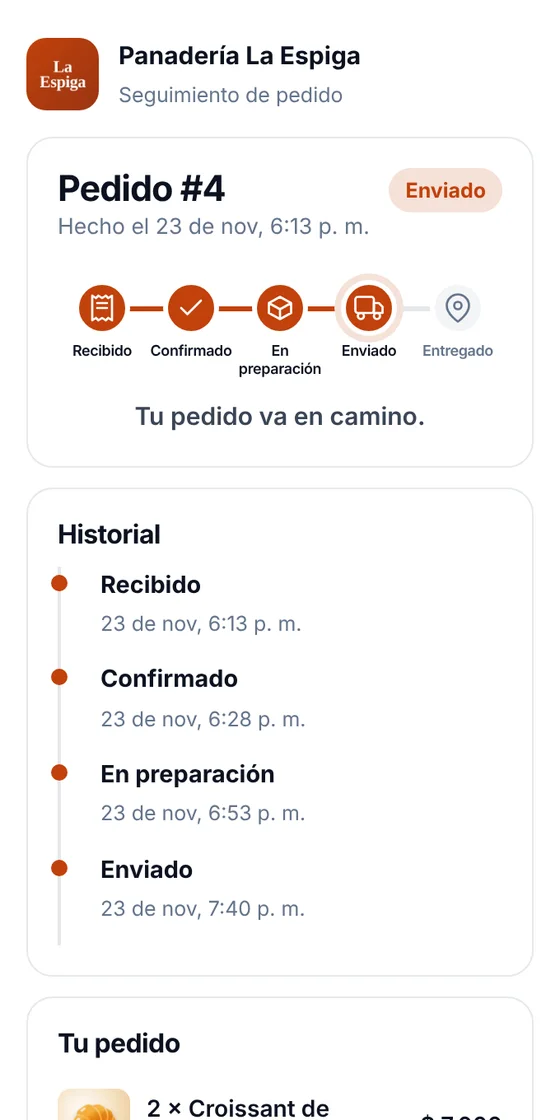 La
Espiga
Panadería La Espiga
Seguimiento de pedido
Pedido #4
Enviado
Hecho el 23 de nov, 6:13 p. m.
Recibido
Confirmado
En
preparación
Enviado
Entregado
Tu pedido va en camino.
Historial
Recibido
23 de nov, 6:13 p. m.
Confirmado
23 de nov, 6:28 p. m.
En preparación
23 de nov, 6:53 p. m.
Enviado
23 de nov, 7:40 p. m.
Tu pedido
2 × Croissant de